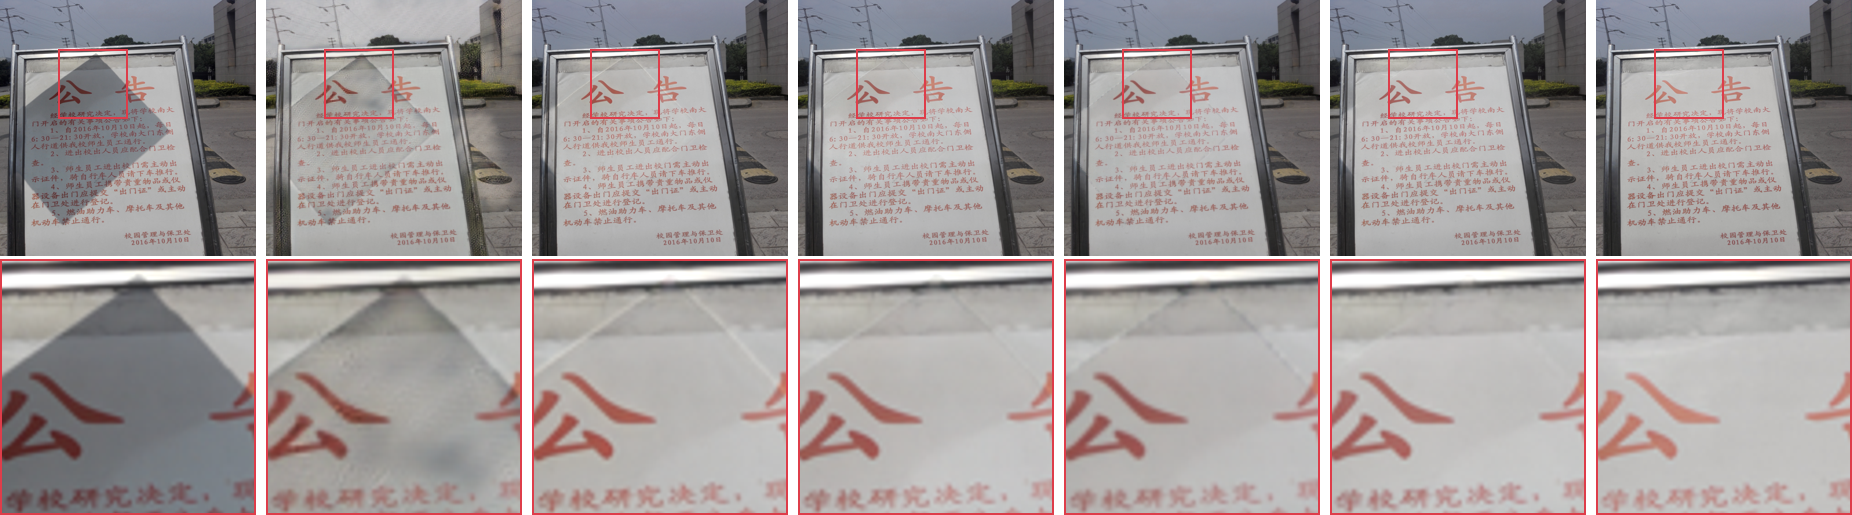 公 告
经学校研究决定，现将学校南大
门开启的有关事项公告如下：
1、自2016年10月10日起，每日
6:30—21:30开放，学校南大门东侧
人行道供我校师生员工通行。
2、进出校出人员应配合门卫检
查。
3、师生员工进出校门需主动出
示证件，骑自行车人员请下车推行。
4、师生员工携带贵重物品或仪
器设备出门应提交“出门证”或主动
在门卫处进行登记。
5、燃油助力车、摩托车及其他
机动车禁止通行。
校园管理与保卫处
2016年10月10日